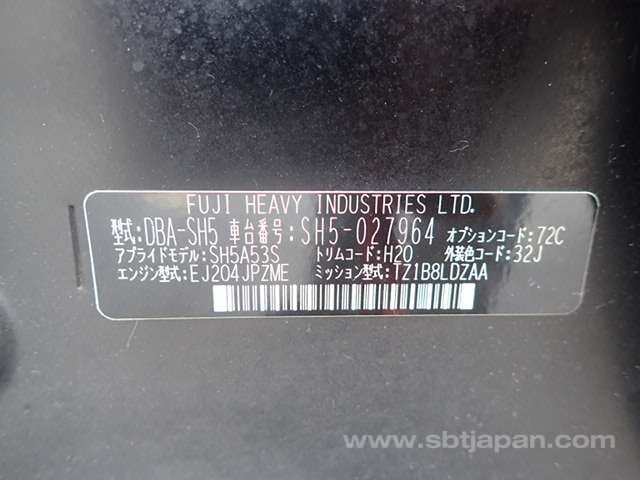 FUJI HEAVY INDUSTRIES LTD.
型式:DBA-SH5 車台番号:SH5-027964 オプションコード:72C
アプライドモデル:SH5A53S トリムコード:H20 外装色コード:32J
エンジン型式:EJ204JPZME ミッション型式:TZ1B8LDZAA
www.sbtjapan.com